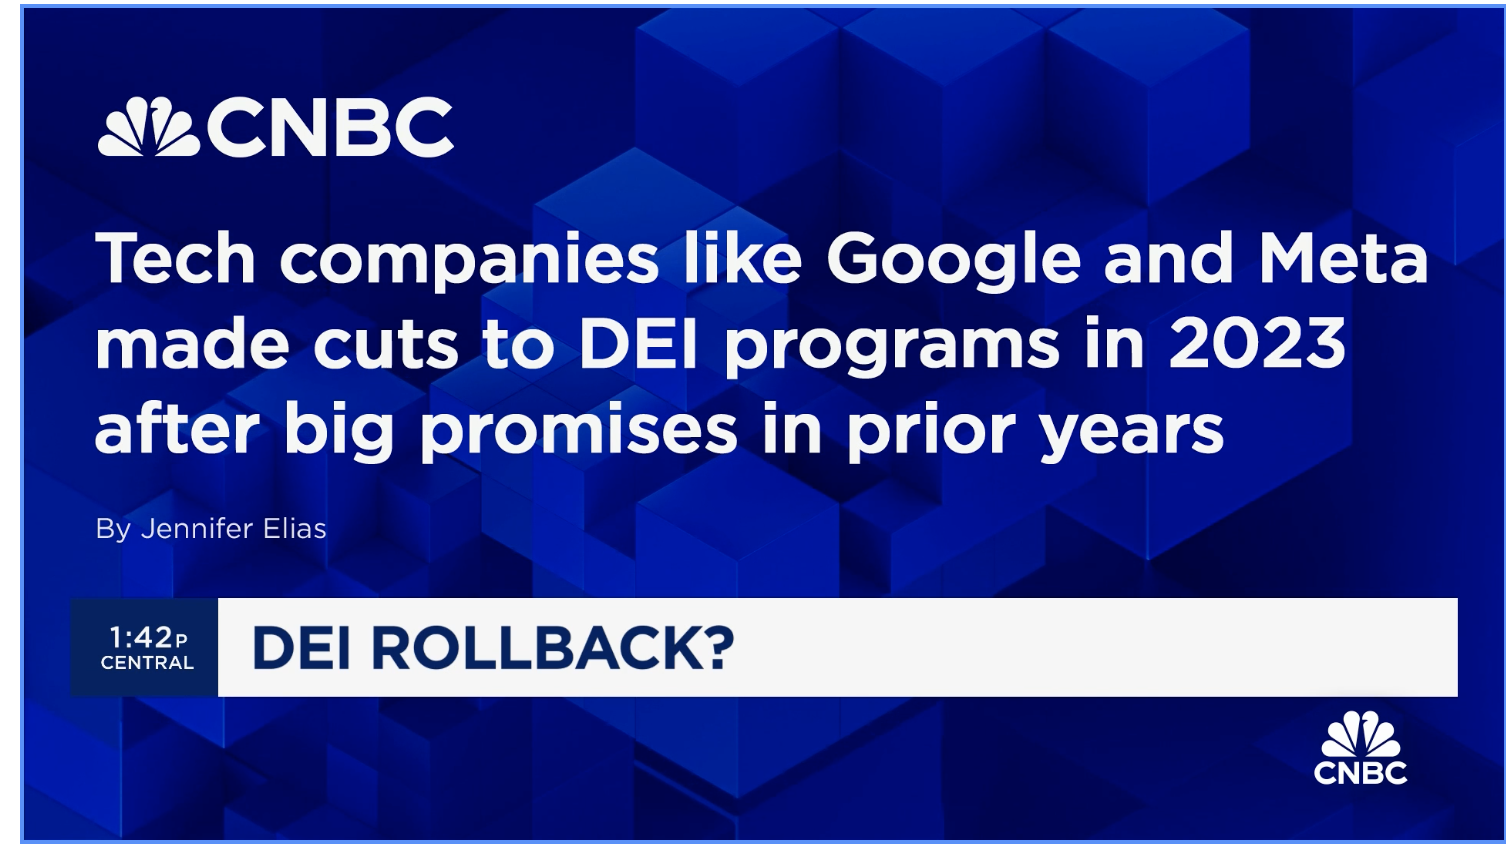 CNBC
Tech companies like Google and Meta
made cuts to DEI programs in 2023
after big promises in prior years
By Jennifer Elias
1:42P
CENTRAL
DEI ROLLBACK?
CNBC